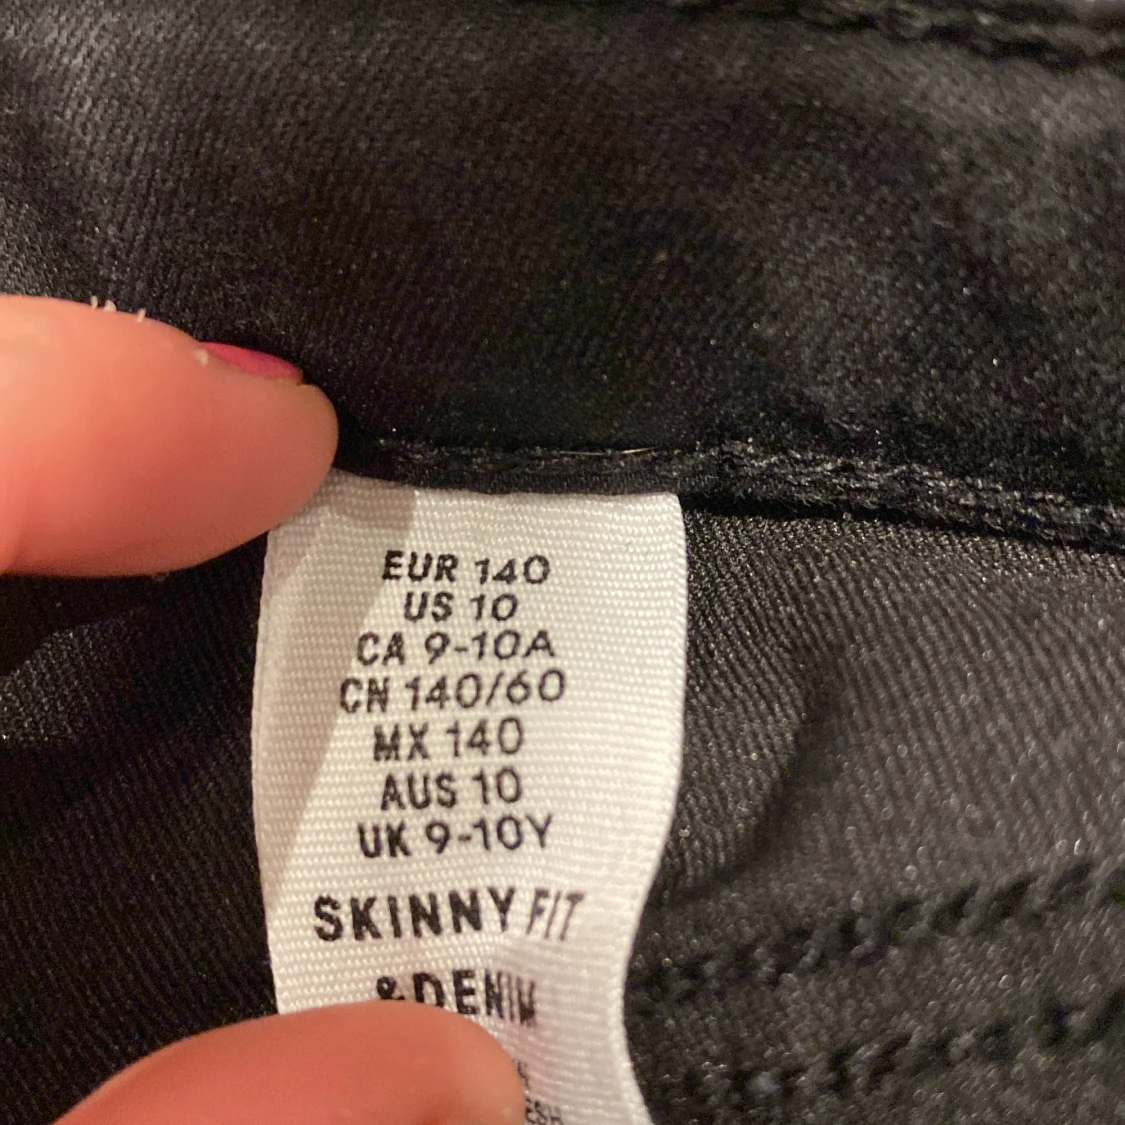 EUR 140
US 10
CA 9-10A
CN 140/60
MX 140
AUS 10
UK 9-10Y
SKINNY FIT
&DENIM